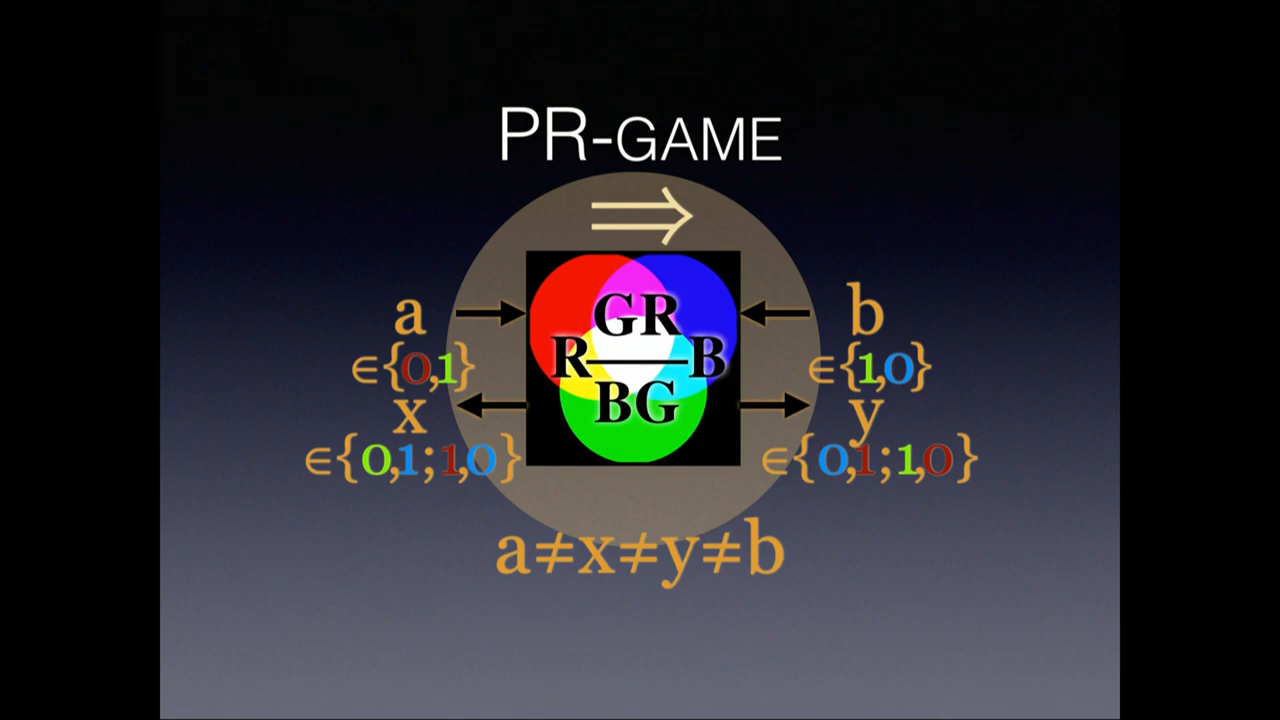 PR-GAME
⇒
a GR b
R B
∈{0,1} BG ∈{1,0}
x y
∈{0,1;1,0} ∈{0,1;1,0}
a≠x≠y≠b